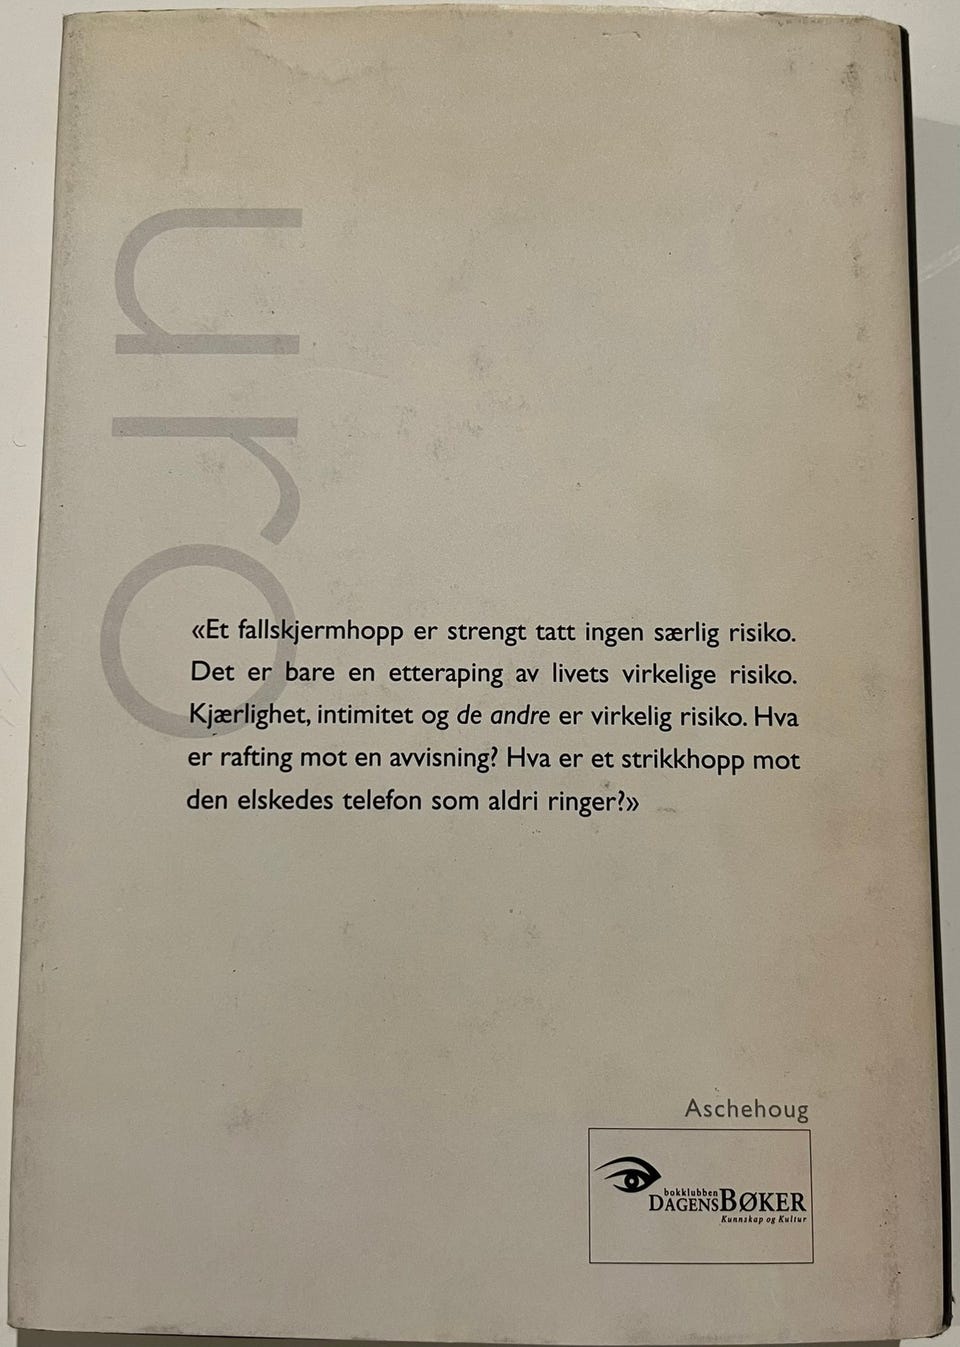 uro
«Et fallskjermhopp er strengt tatt ingen særlig risiko.
Det er bare en etteraping av livets virkelige risiko.
Kjærlighet, intimitet og de andre er virkelig risiko. Hva
er rafting mot en avvisning? Hva er et strikkhopp mot
den elskedes telefon som aldri ringer?»
Aschehoug
bokklubben
DAGENSBØKER
Kunnskap og Kultur